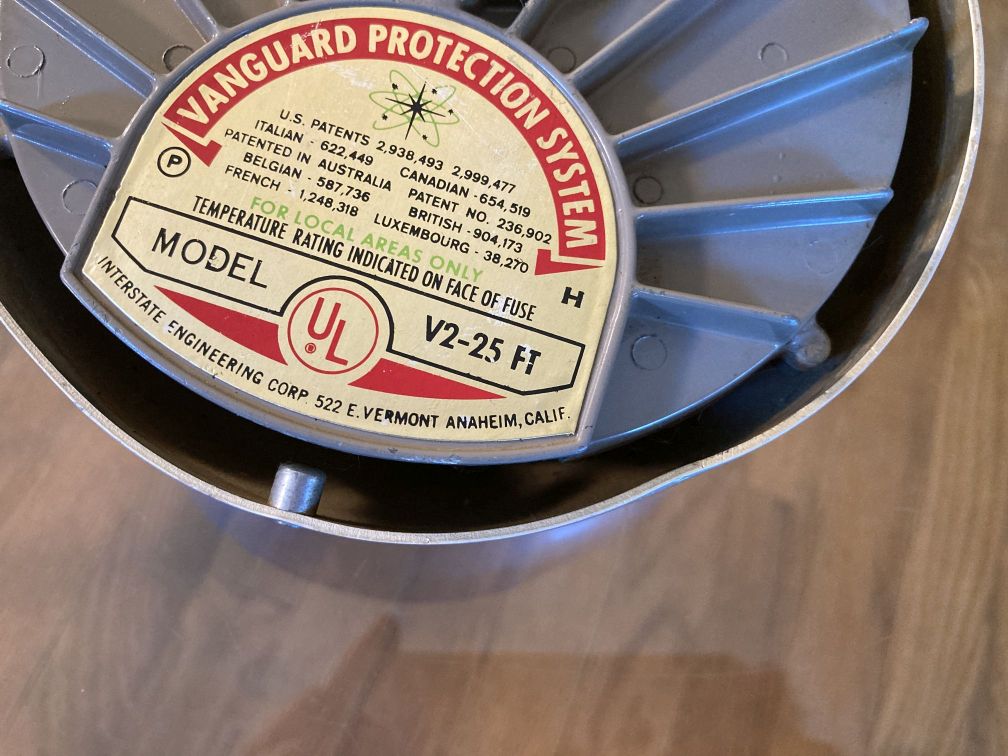 VANGUARD PROTECTION SYSTEM
U.S. PATENTS 2,938,493 2,999,477
ITALIAN - 622,449 CANADIAN - 654,519
PATENTED IN AUSTRALIA PATENT NO. 236,902
BELGIAN - 587,736 BRITISH - 904,173
FRENCH - 1,248,318 LUXEMBOURG - 38,270
FOR LOCAL AREAS ONLY
TEMPERATURE RATING INDICATED ON FACE OF FUSE
P
H
MODEL
UL
®
V2-25 FT
INTERSTATE ENGINEERING CORP. 522 E. VERMONT ANAHEIM, CALIF.